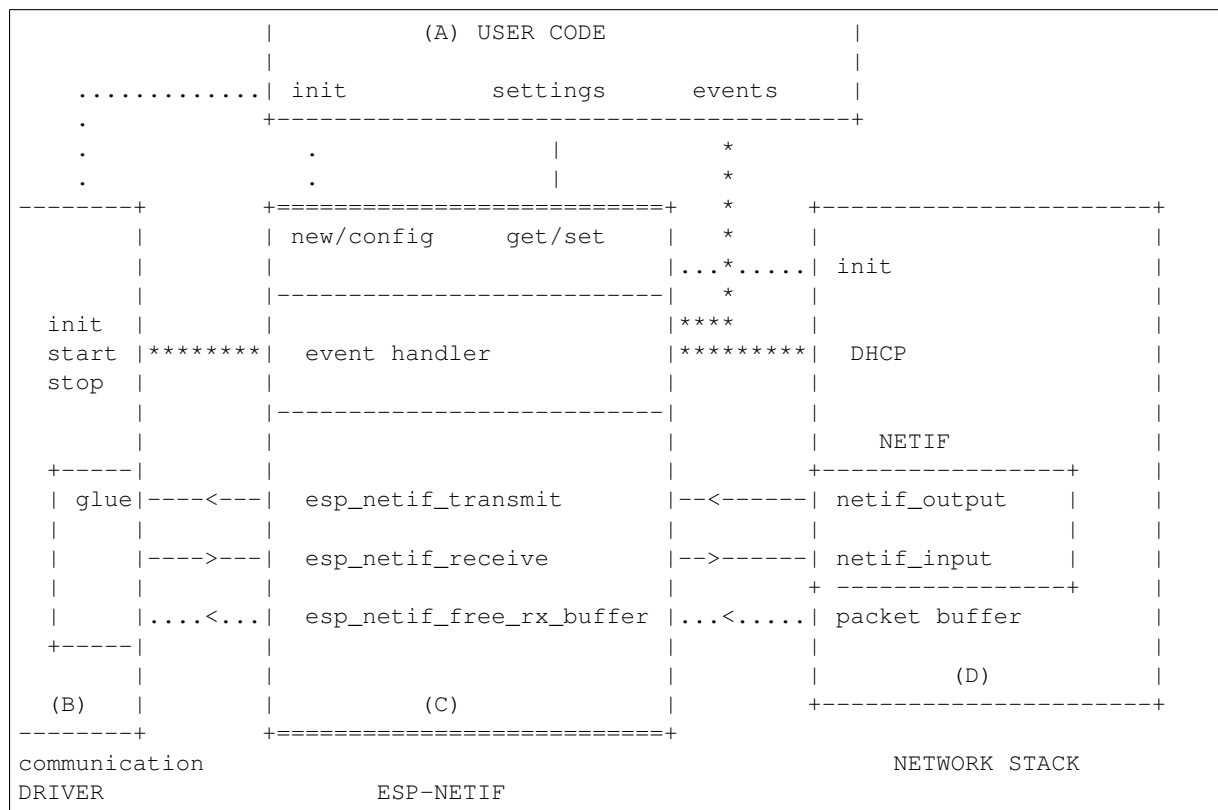 (A) USER CODE
init settings events
new/config get/set
init
init
start event handler DHCP
stop
NETIF
glue esp_netif_transmit netif_output
esp_netif_receive netif_input
esp_netif_free_rx_buffer packet buffer
(D)
(B) (C)
communication NETWORK STACK
DRIVER ESP-NETIF